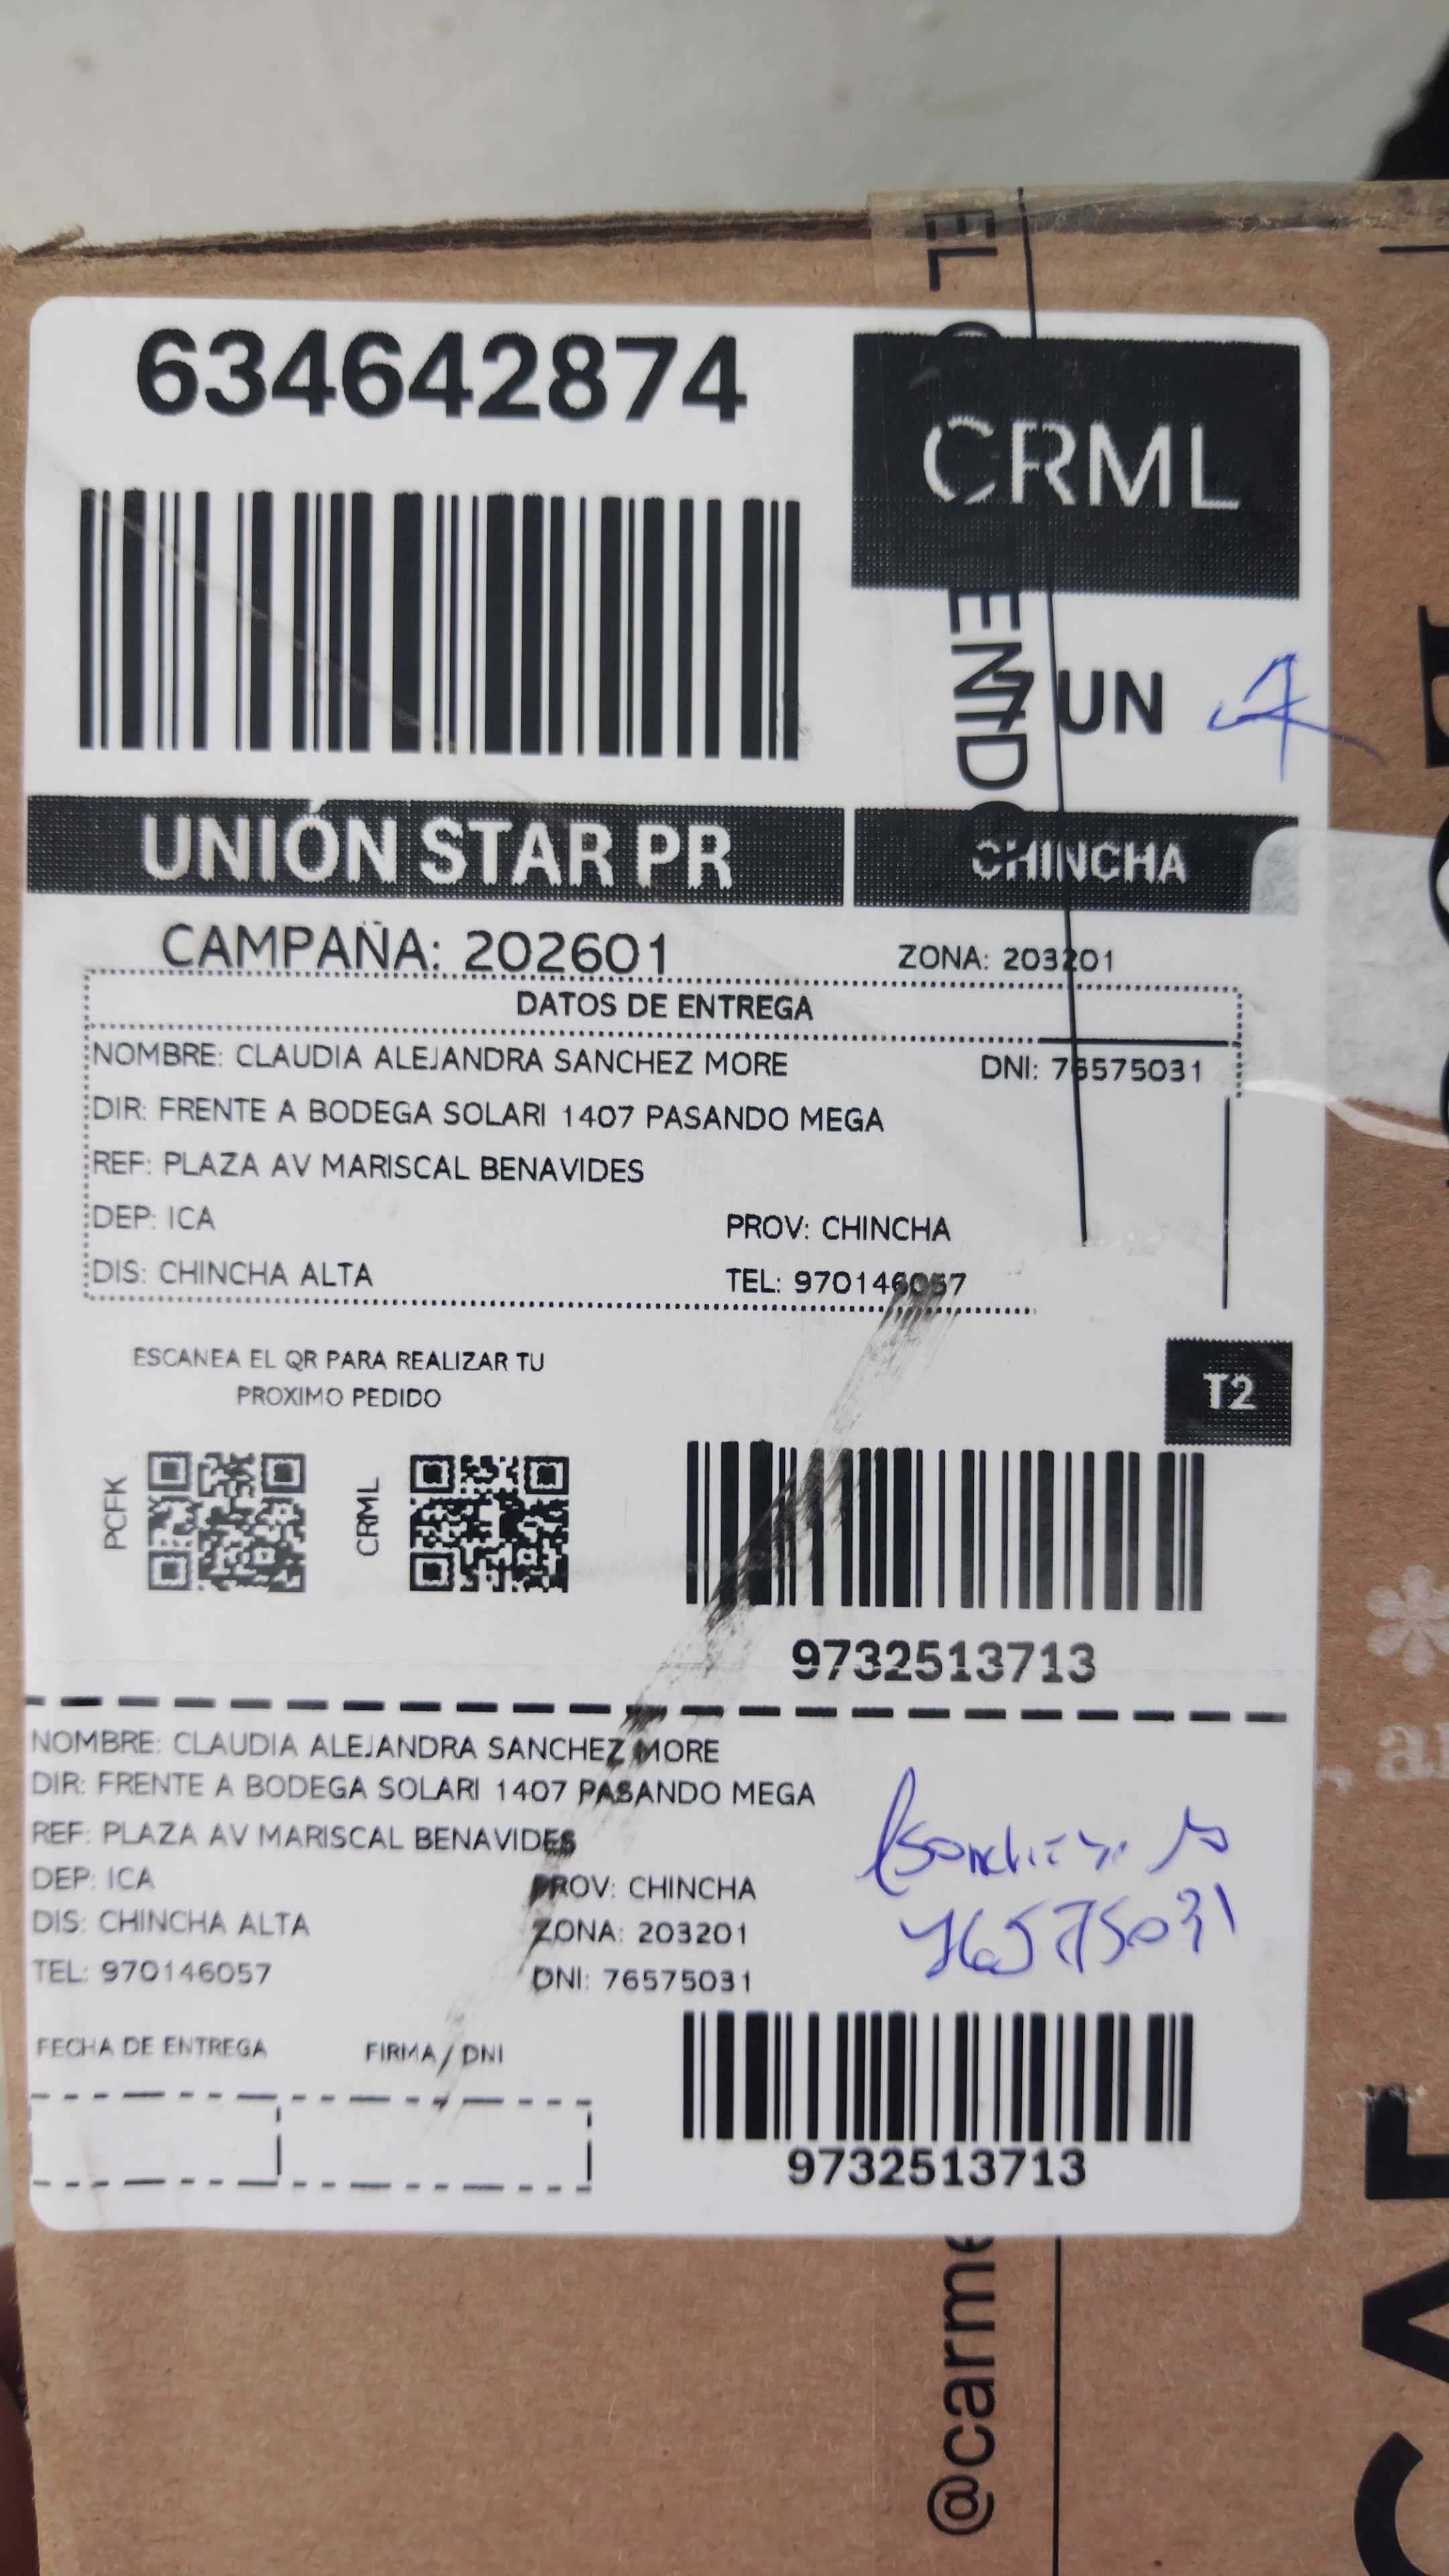 634642874
CRML
UN
UNIÓN STAR PR
CHINCHA
CAMPAÑA: 202601
ZONA: 203201
DATOS DE ENTREGA
NOMBRE: CLAUDIA ALEJANDRA SANCHEZ MORE
DNI: 76575031
DIR: FRENTE A BODEGA SOLARI 1407 PASANDO MEGA
REF: PLAZA AV MARISCAL BENAVIDES
DEP: ICA
PROV: CHINCHA
DIS: CHINCHA ALTA
TEL: 970146057
ESCANEA EL QR PARA REALIZAR TU
PROXIMO PEDIDO
T2
PCFK
CRML
9732513713
NOMBRE: CLAUDIA ALEJANDRA SANCHEZ MORE
DIR: FRENTE A BODEGA SOLARI 1407 PASANDO MEGA
REF: PLAZA AV MARISCAL BENAVIDES
DEP: ICA
PROV: CHINCHA
DIS: CHINCHA ALTA
ZONA: 203201
TEL: 970146057
DNI: 76575031
76575031
FECHA DE ENTREGA
FIRMA/DNI
9732513713
EL
@carme